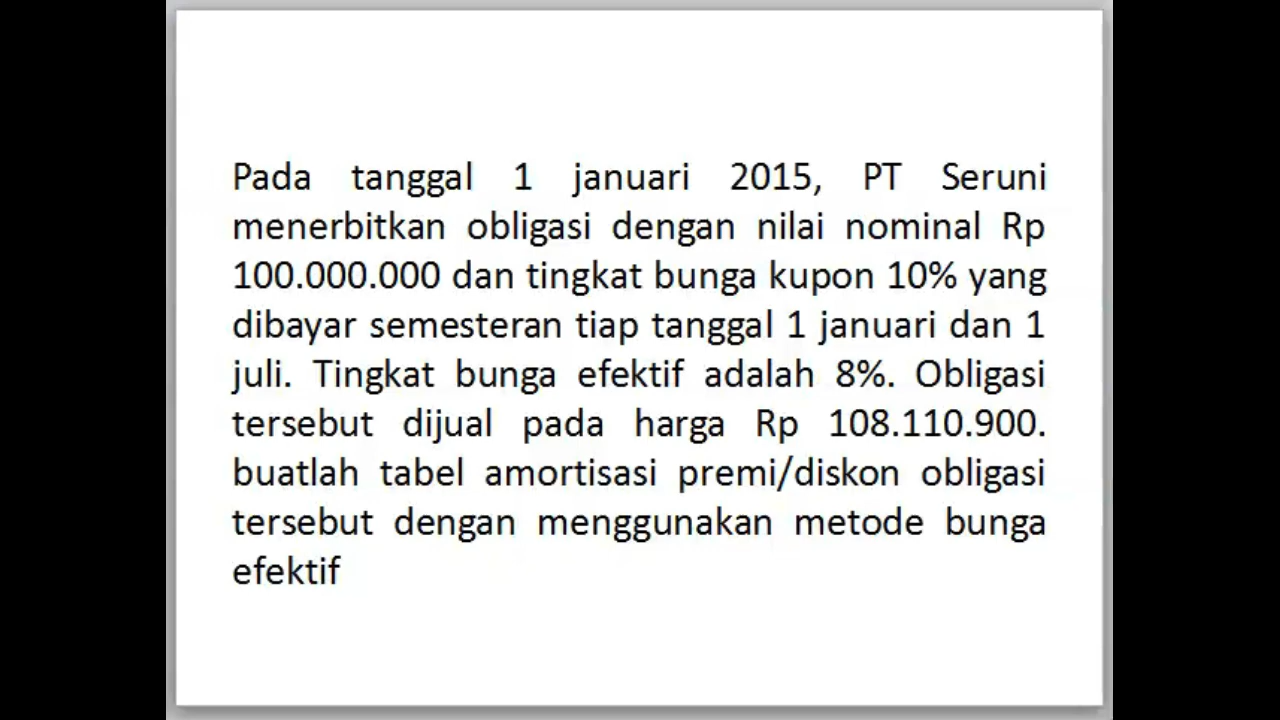 Pada tanggal 1 januari 2015, PT Seruni
menerbitkan obligasi dengan nilai nominal Rp
100.000.000 dan tingkat bunga kupon 10% yang
dibayar semesteran tiap tanggal 1 januari dan 1
juli. Tingkat bunga efektif adalah 8%. Obligasi
tersebut dijual pada harga Rp 108.110.900.
buatlah tabel amortisasi premi/diskon obligasi
tersebut dengan menggunakan metode bunga
efektif